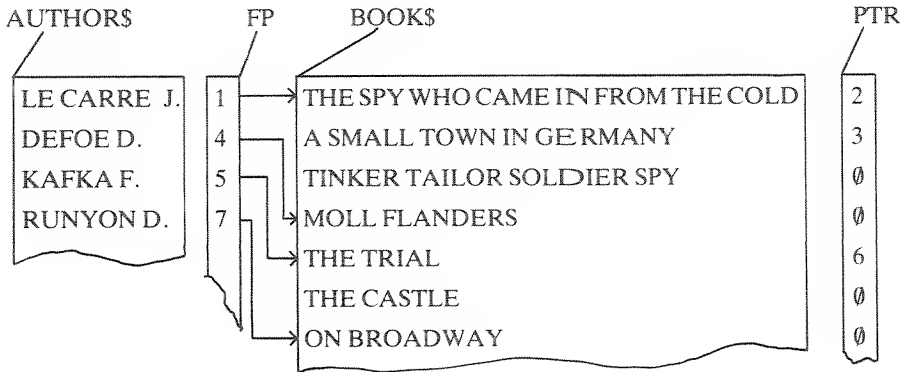 AUTHOR$ FP BOOK$ PTR
LE CARRE J. 1 THE SPY WHO CAME IN FROM THE COLD 2
DEFOE D. 4 A SMALL TOWN IN GERMANY 3
KAFKA F. 5 TINKER TAILOR SOLDIER SPY Ø
RUNYON D. 7 MOLL FLANDERS Ø
THE TRIAL 6
THE CASTLE Ø
ON BROADWAY Ø